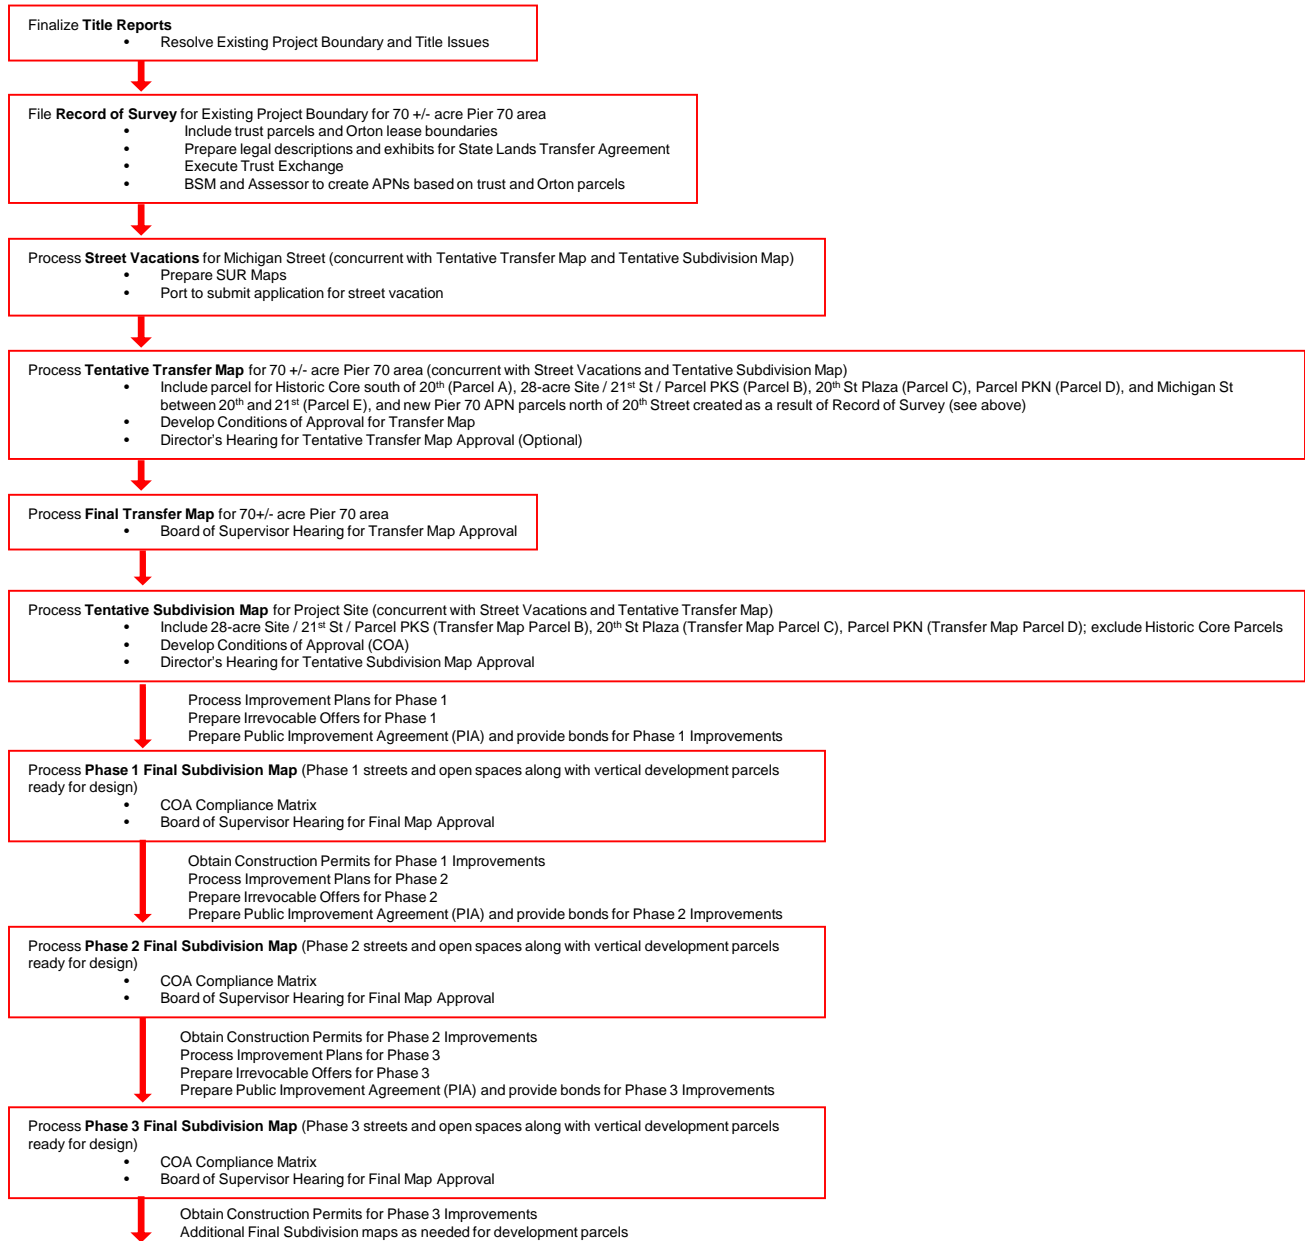 Finalize Title Reports
• Resolve Existing Project Boundary and Title Issues
File Record of Survey for Existing Project Boundary for 70 +/- acre Pier 70 area
• Include trust parcels and Orton lease boundaries
• Prepare legal descriptions and exhibits for State Lands Transfer Agreement
• Execute Trust Exchange
• BSM and Assessor to create APNs based on trust and Orton parcels
Process Street Vacations for Michigan Street (concurrent with Tentative Transfer Map and Tentative Subdivision Map)
• Prepare SUR Maps
• Port to submit application for street vacation
Process Tentative Transfer Map for 70 +/- acre Pier 70 area (concurrent with Street Vacations and Tentative Subdivision Map)
• Include parcel for Historic Core south of 20th (Parcel A), 28-acre Site / 21st St / Parcel PKS (Parcel B), 20th St Plaza (Parcel C), Parcel PKN (Parcel D), and Michigan St
between 20th and 21st (Parcel E), and new Pier 70 APN parcels north of 20th Street created as a result of Record of Survey (see above)
• Develop Conditions of Approval for Transfer Map
• Director's Hearing for Tentative Transfer Map Approval (Optional)
Process Final Transfer Map for 70+/- acre Pier 70 area
• Board of Supervisor Hearing for Transfer Map Approval
Process Tentative Subdivision Map for Project Site (concurrent with Street Vacations and Tentative Transfer Map)
• Include 28-acre Site / 21st St / Parcel PKS (Transfer Map Parcel B), 20th St Plaza (Transfer Map Parcel C), Parcel PKN (Transfer Map Parcel D); exclude Historic Core Parcels
• Develop Conditions of Approval (COA)
• Director's Hearing for Tentative Subdivision Map Approval
Process Improvement Plans for Phase 1
Prepare Irrevocable Offers for Phase 1
Prepare Public Improvement Agreement (PIA) and provide bonds for Phase 1 Improvements
Process Phase 1 Final Subdivision Map (Phase 1 streets and open spaces along with vertical development parcels
ready for design)
• COA Compliance Matrix
• Board of Supervisor Hearing for Final Map Approval
Obtain Construction Permits for Phase 1 Improvements
Process Improvement Plans for Phase 2
Prepare Irrevocable Offers for Phase 2
Prepare Public Improvement Agreement (PIA) and provide bonds for Phase 2 Improvements
Process Phase 2 Final Subdivision Map (Phase 2 streets and open spaces along with vertical development parcels
ready for design)
• COA Compliance Matrix
• Board of Supervisor Hearing for Final Map Approval
Obtain Construction Permits for Phase 2 Improvements
Process Improvement Plans for Phase 3
Prepare Irrevocable Offers for Phase 3
Prepare Public Improvement Agreement (PIA) and provide bonds for Phase 3 Improvements
Process Phase 3 Final Subdivision Map (Phase 3 streets and open spaces along with vertical development parcels
ready for design)
• COA Compliance Matrix
• Board of Supervisor Hearing for Final Map Approval
Obtain Construction Permits for Phase 3 Improvements
Additional Final Subdivision maps as needed for development parcels